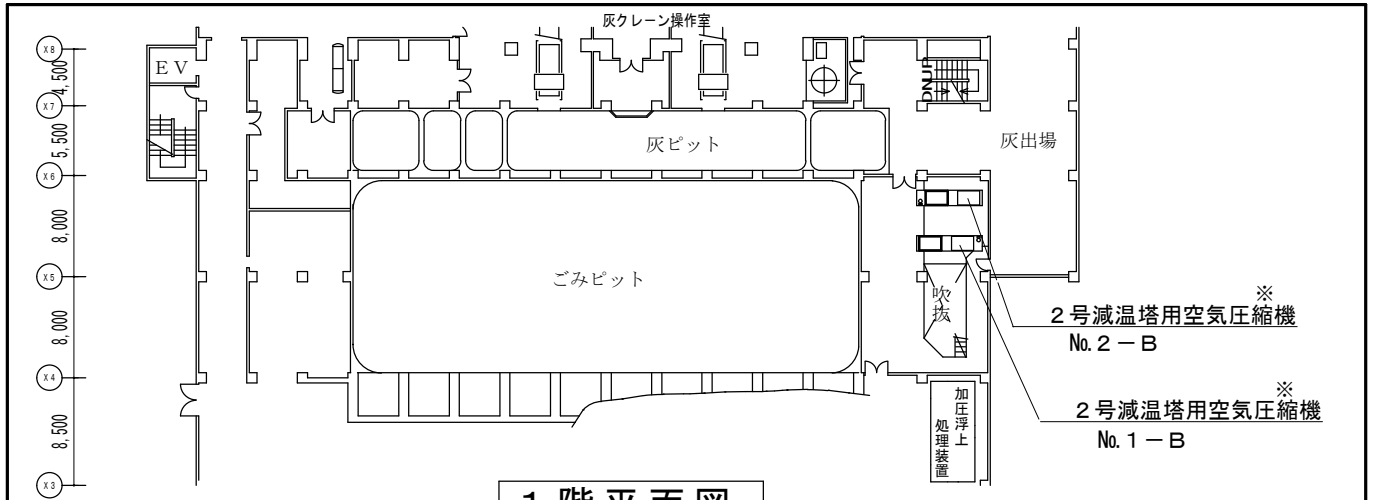 灰クレーン操作室
X8
EV
4,500
DN
UP
X7
5,500
灰ピット
灰出場
X6
8,000
X5
ごみピット
吹抜
※
2号減温塔用空気圧縮機
No.2－B
8,000
X4
※
2号減温塔用空気圧縮機
No.1－B
加圧浮上
処理装置
8,500
X3
1階平面図